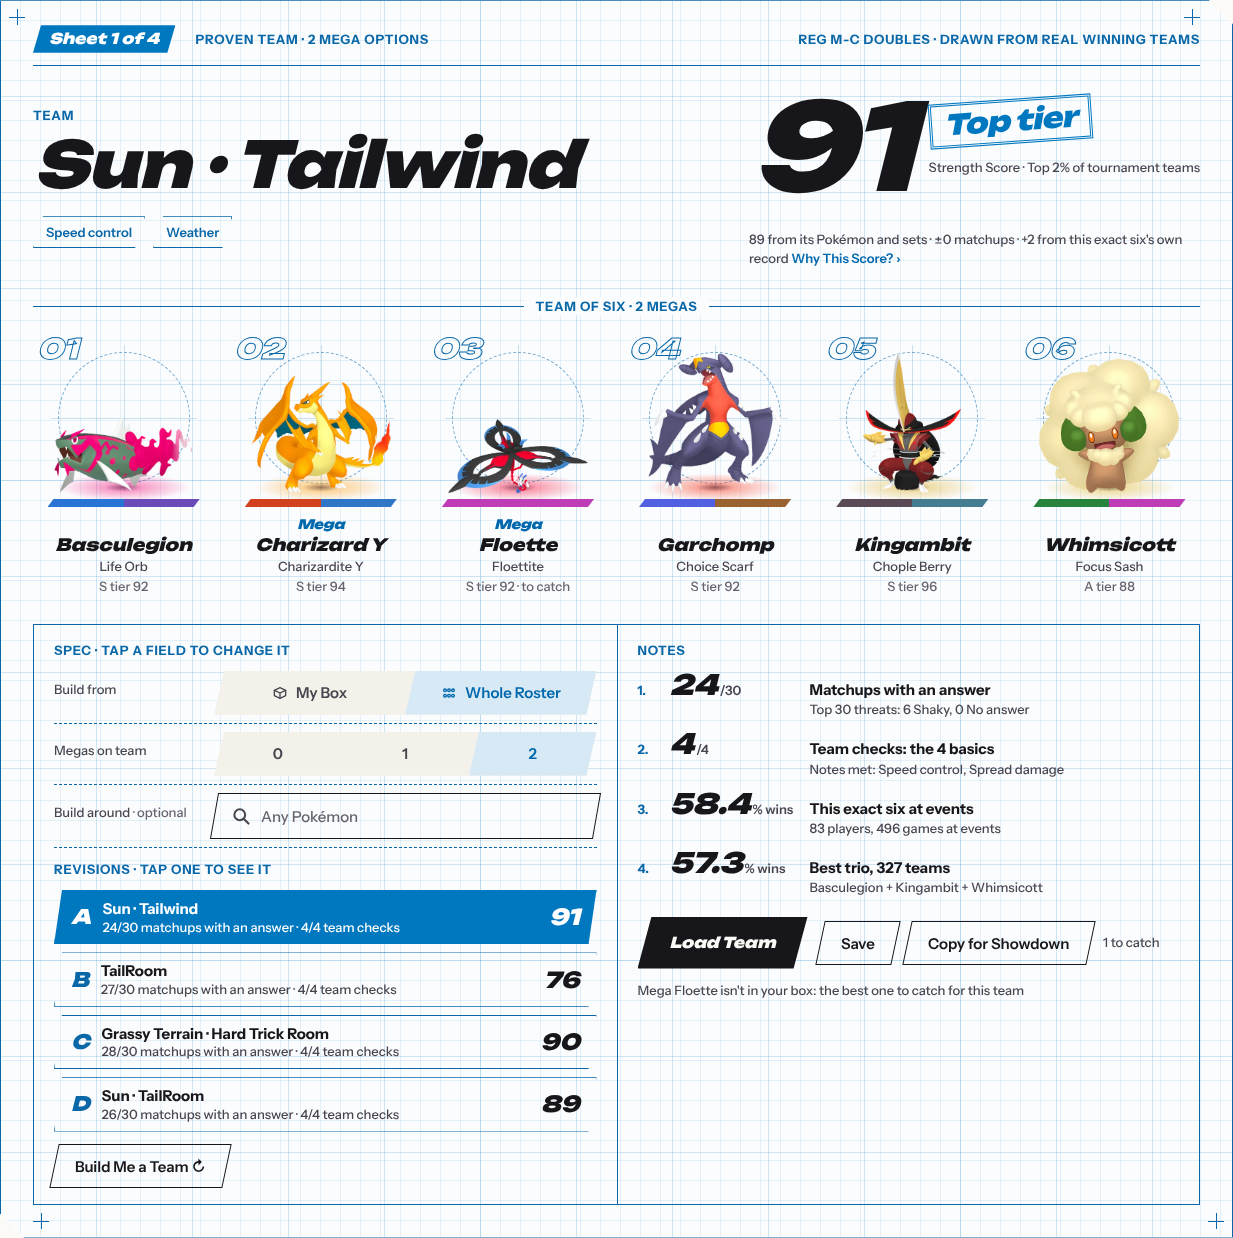 Sheet 1 of 4
PROVEN TEAM · 2 MEGA OPTIONS
REG M-C DOUBLES · DRAWN FROM REAL WINNING TEAMS
TEAM
Sun · Tailwind
Speed control
Weather
91
Top tier
Strength Score · Top 2% of tournament teams
89 from its Pokémon and sets · ±0 matchups · +2 from this exact six's own
record Why This Score? ›
TEAM OF SIX · 2 MEGAS
01
02
03
04
05
06
Mega
Mega
Basculegion
Charizard Y
Floette
Garchomp
Kingambit
Whimsicott
Life Orb
Charizardite Y
Floettite
Choice Scarf
Chople Berry
Focus Sash
S tier 92
S tier 94
S tier 92 · to catch
S tier 92
S tier 96
A tier 88
SPEC · TAP A FIELD TO CHANGE IT
Build from
My Box
Whole Roster
Megas on team
0
1
2
Build around · optional
Any Pokémon
REVISIONS · TAP ONE TO SEE IT
A
Sun · Tailwind
24/30 matchups with an answer · 4/4 team checks
91
B
TailRoom
27/30 matchups with an answer · 4/4 team checks
76
C
Grassy Terrain · Hard Trick Room
28/30 matchups with an answer · 4/4 team checks
90
D
Sun · TailRoom
26/30 matchups with an answer · 4/4 team checks
89
Build Me a Team ↻
NOTES
1.
24/30
Matchups with an answer
Top 30 threats: 6 Shaky, 0 No answer
2.
4/4
Team checks: the 4 basics
Notes met: Speed control, Spread damage
3.
58.4% wins
This exact six at events
83 players, 496 games at events
4.
57.3% wins
Best trio, 327 teams
Basculegion + Kingambit + Whimsicott
Load Team
Save
Copy for Showdown
1 to catch
Mega Floette isn't in your box: the best one to catch for this team